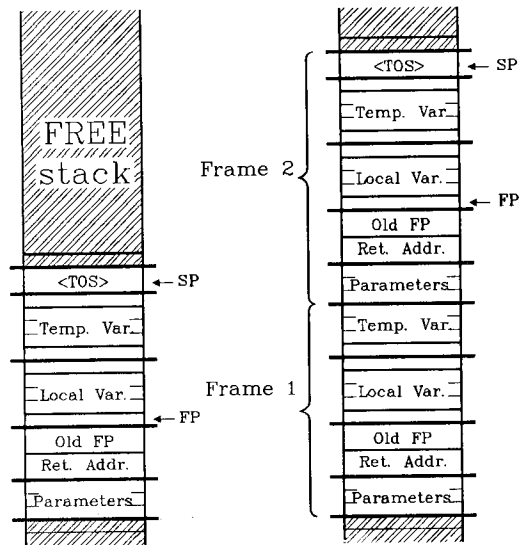 FREE
stack
<TOS>
← SP
Temp. Var.
Local Var.
← FP
Old FP
Ret. Addr.
Parameters
Frame 2
Frame 1
<TOS>
← SP
Temp. Var.
Local Var.
← FP
Old FP
Ret. Addr.
Parameters
Temp. Var.
Local Var.
Old FP
Ret. Addr.
Parameters